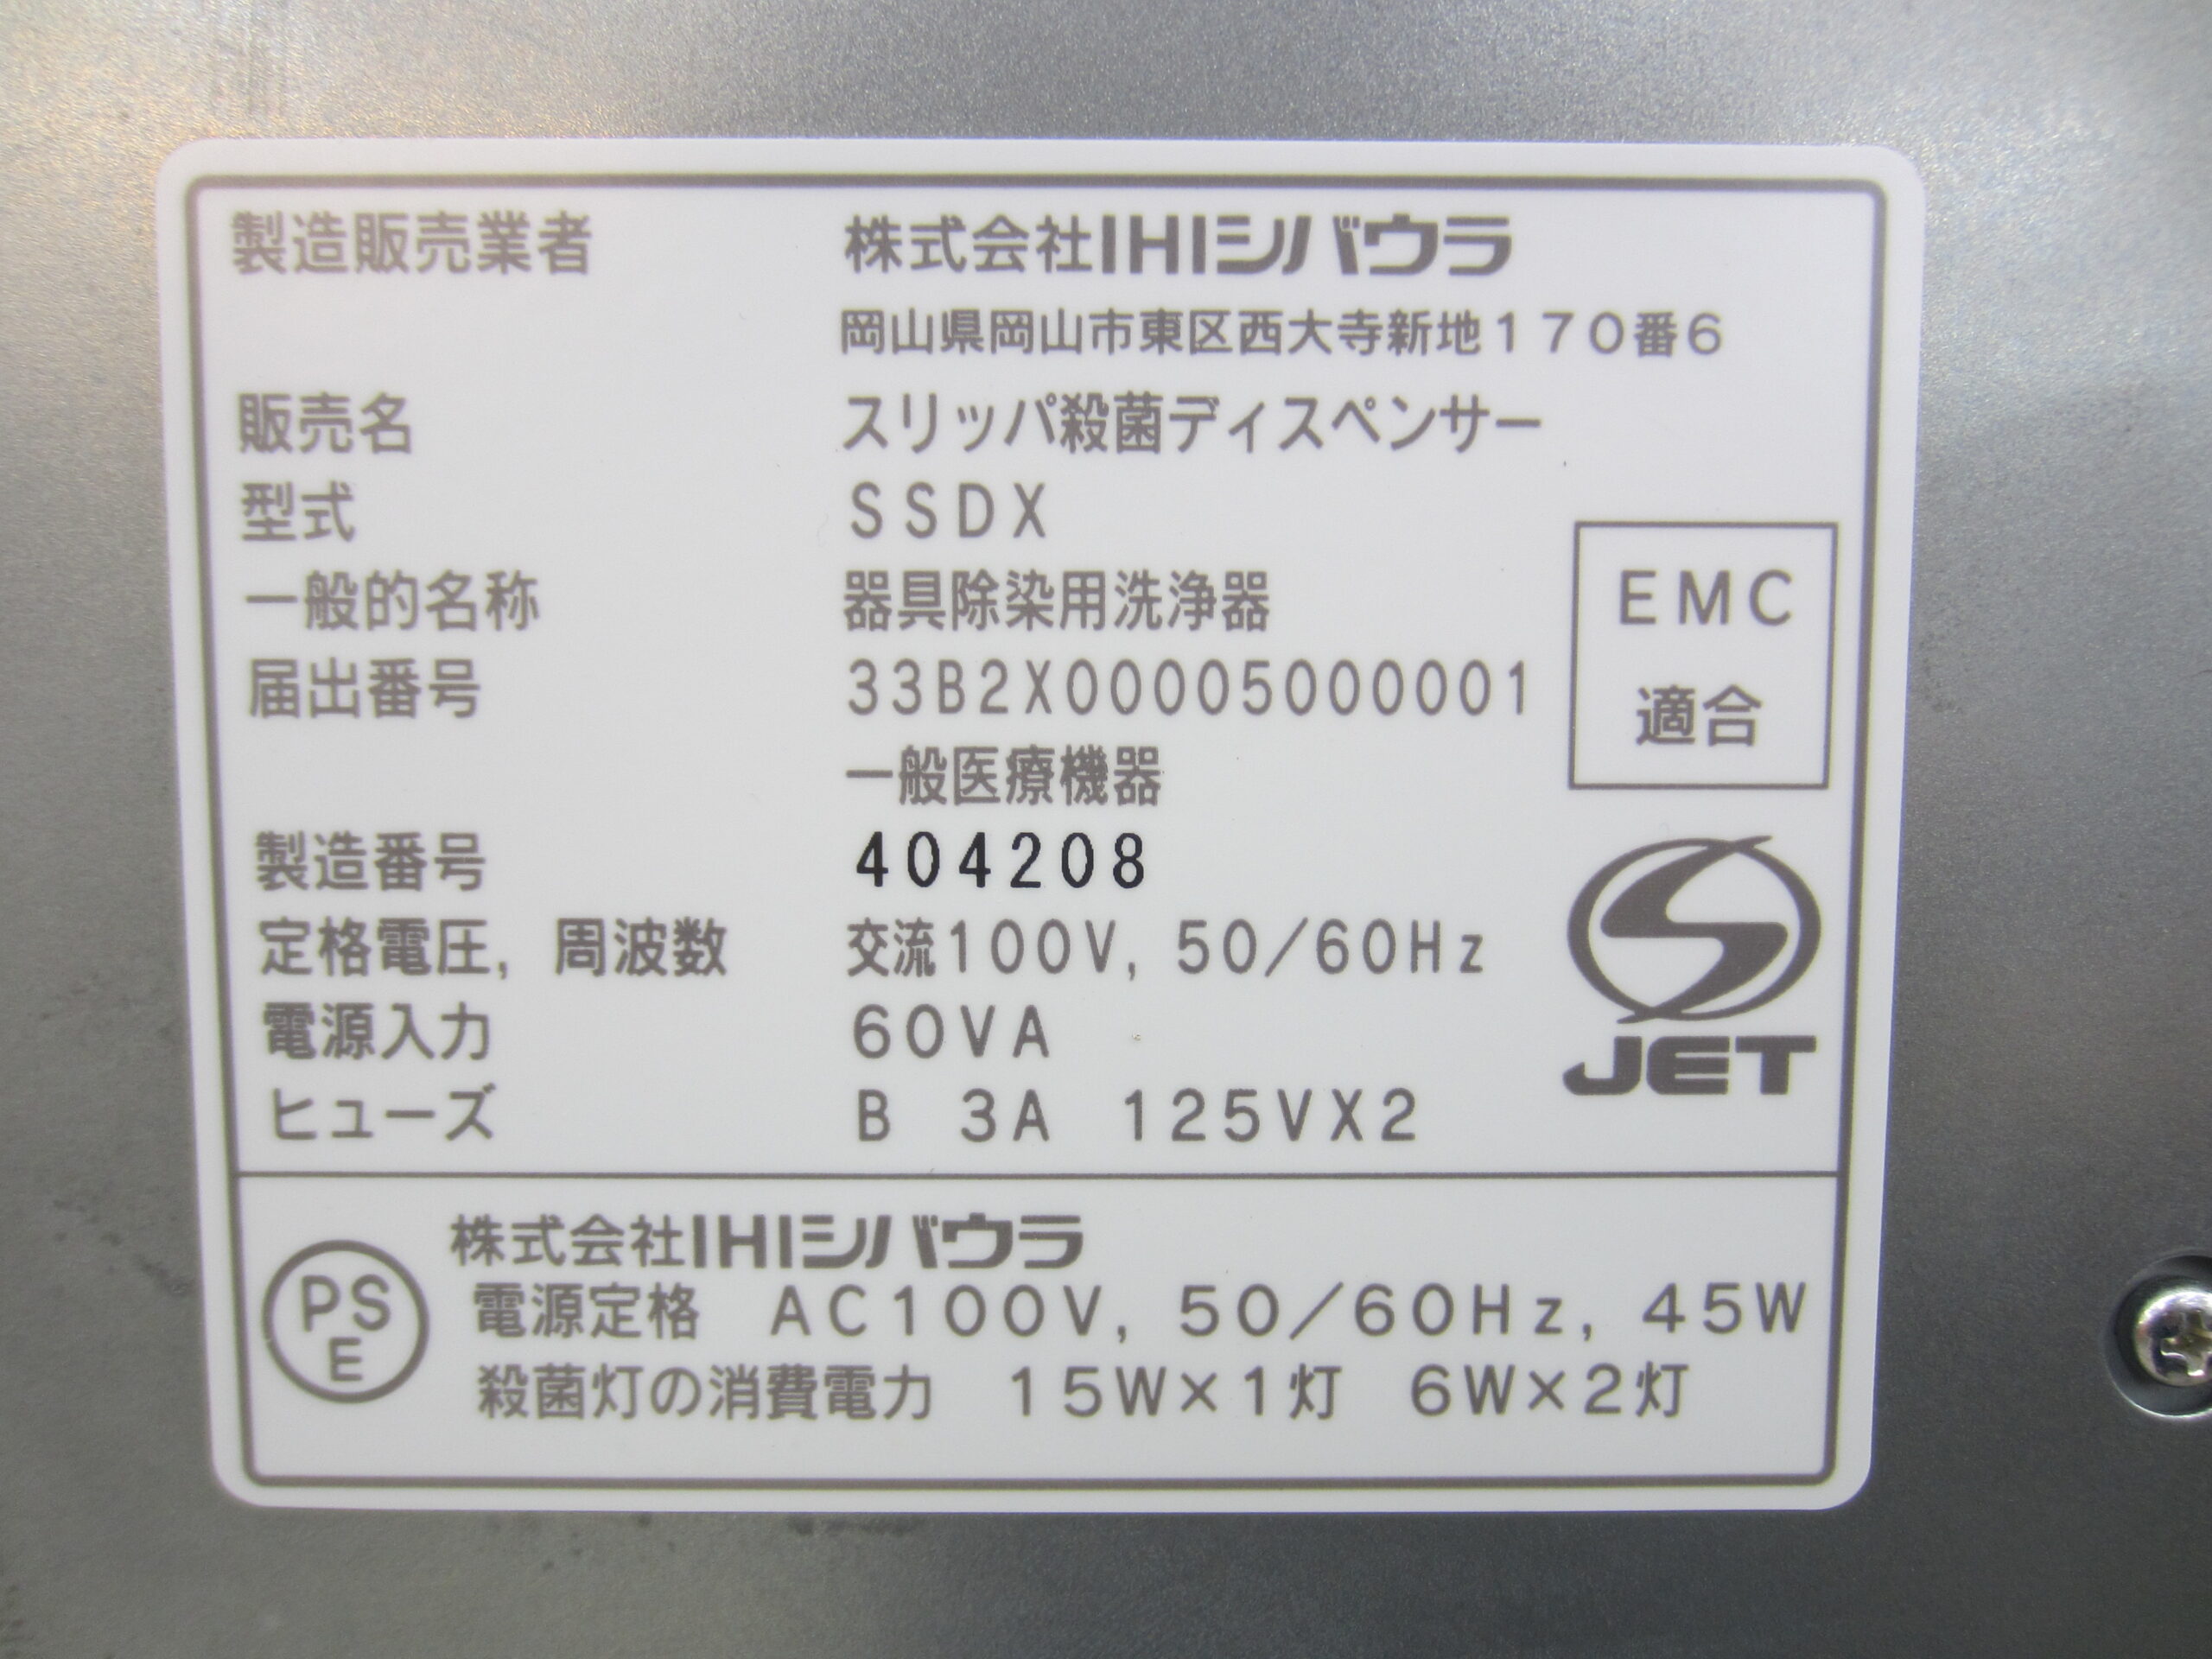 製造販売業者 株式会社IHIシバウラ
岡山県岡山市東区西大寺新地170番6
販売名 スリッパ殺菌ディスペンサー
型式 SSDX
一般的名称 器具除染用洗浄器
届出番号 33B2X00005000001
一般医療機器
EMC
適合
製造番号 404208
定格電圧,周波数 交流100V,50/60Hz
電源入力 60VA
ヒューズ B 3A 125VX2
JET
PS
E
株式会社IHIシバウラ
電源定格 AC100V,50/60Hz,45W
殺菌灯の消費電力 15W×1灯 6W×2灯